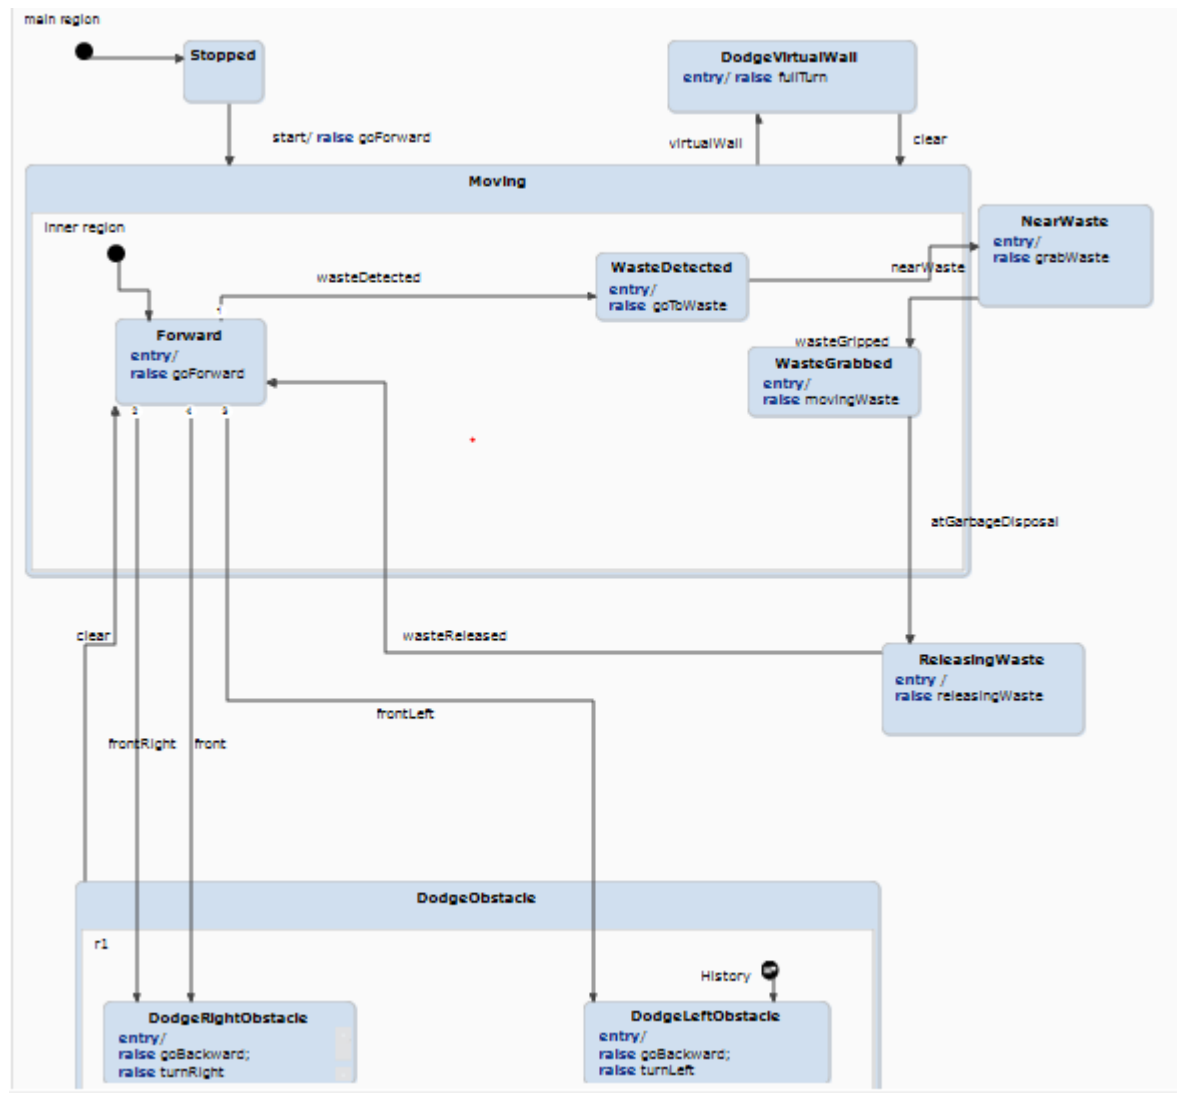 main region
Stopped
start/ raise goForward
DodgeVirtualWall
entry/ raise fullTurn
virtualWall
clear
Moving
inner region
wasteDetected
WasteDetected
entry/
raise goToWaste
nearWaste
NearWaste
entry/
raise grabWaste
Forward
entry/
raise goForward
wasteGripped
WasteGrabbed
entry/
raise movingWaste
2
4
3
atGarbageDisposal
clear
wasteReleased
ReleasingWaste
entry /
raise releasingWaste
frontLeft
frontRight
front
DodgeObstacle
r1
History
DodgeRightObstacle
entry/
raise goBackward;
raise turnRight
DodgeLeftObstacle
entry/
raise goBackward;
raise turnLeft